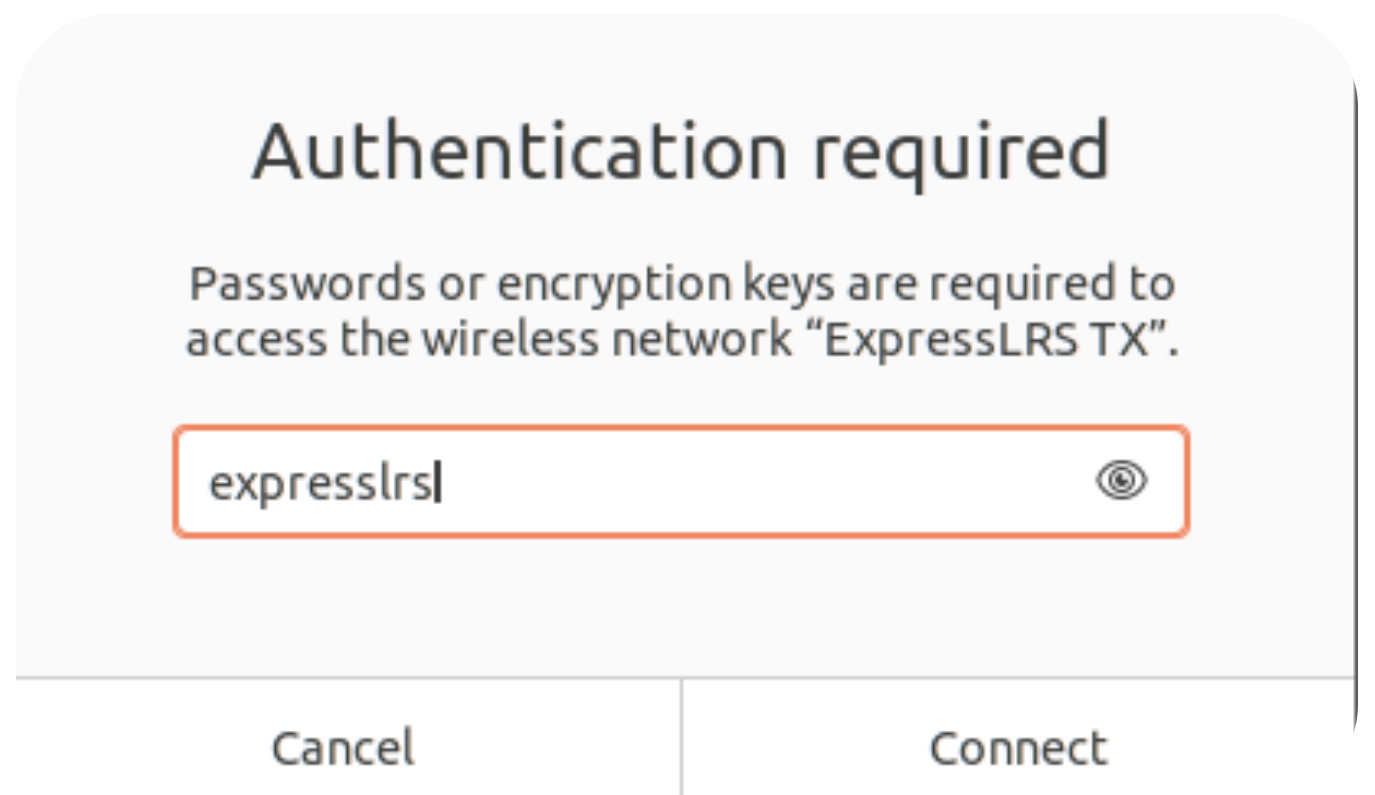 Authentication required
Passwords or encryption keys are required to
access the wireless network “ExpressLRS TX”.
expresslrs
Cancel
Connect